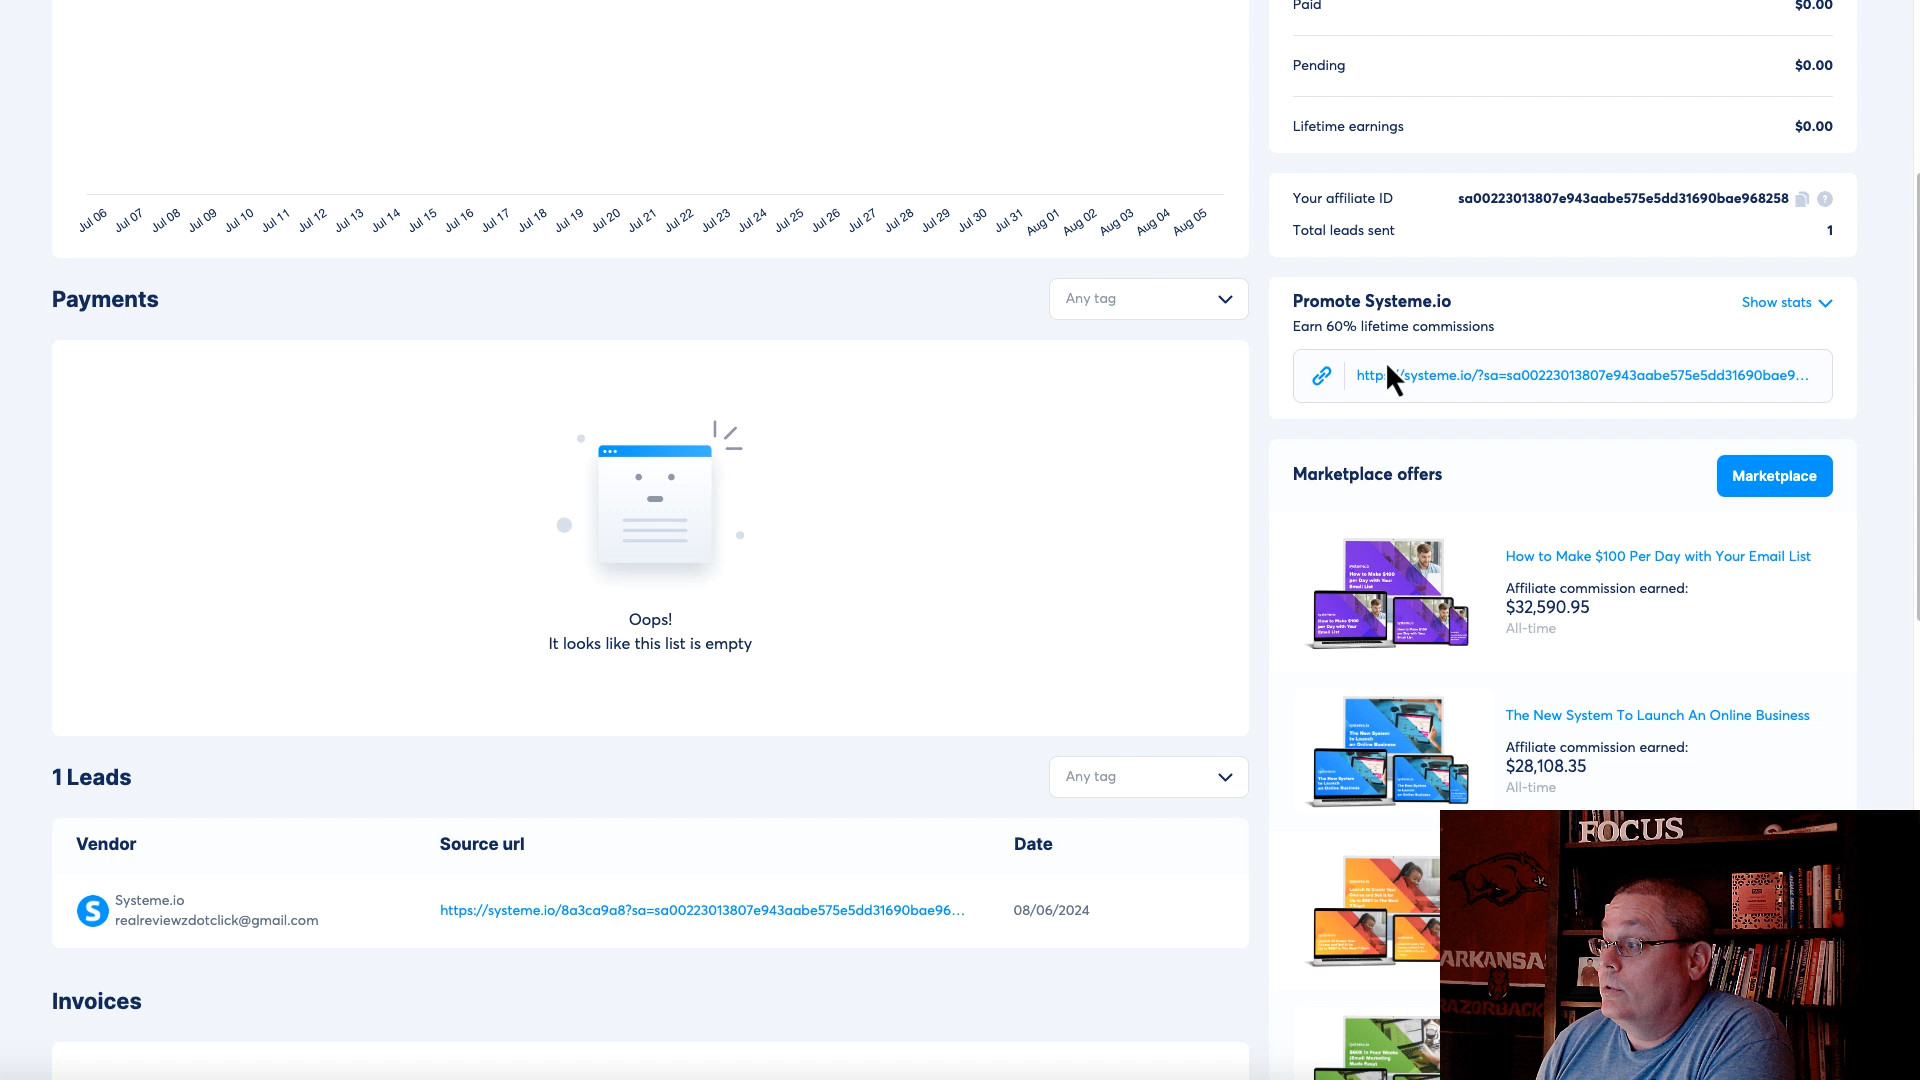 Paid $0.00
Pending $0.00
Lifetime earnings $0.00
Jul 06 Jul 07 Jul 08 Jul 09 Jul 10 Jul 11 Jul 12 Jul 13 Jul 14 Jul 15 Jul 16 Jul 17 Jul 18 Jul 19 Jul 20 Jul 21 Jul 22 Jul 23 Jul 24 Jul 25 Jul 26 Jul 27 Jul 28 Jul 29 Jul 30 Jul 31 Aug 01 Aug 02 Aug 03 Aug 04 Aug 05
Your affiliate ID sa00223013807e943aabe575e5dd31690bae968258
Total leads sent 1
Payments
Any tag
Promote Systeme.io Show stats
Earn 60% lifetime commissions
https://systeme.io/?sa=sa00223013807e943aabe575e5dd31690bae9...
Oops!
It looks like this list is empty
Marketplace offers Marketplace
How to Make $100 Per Day with Your Email List
Affiliate commission earned:
$32,590.95
All-time
The New System To Launch An Online Business
Affiliate commission earned:
$28,108.35
All-time
1 Leads
Any tag
Vendor Source url Date
Systeme.io
realreviewzdotclick@gmail.com
https://systeme.io/8a3ca9a8?sa=sa00223013807e943aabe575e5dd31690bae96...
08/06/2024
Invoices
FOCUS
ARKANSA
RAZORBACK